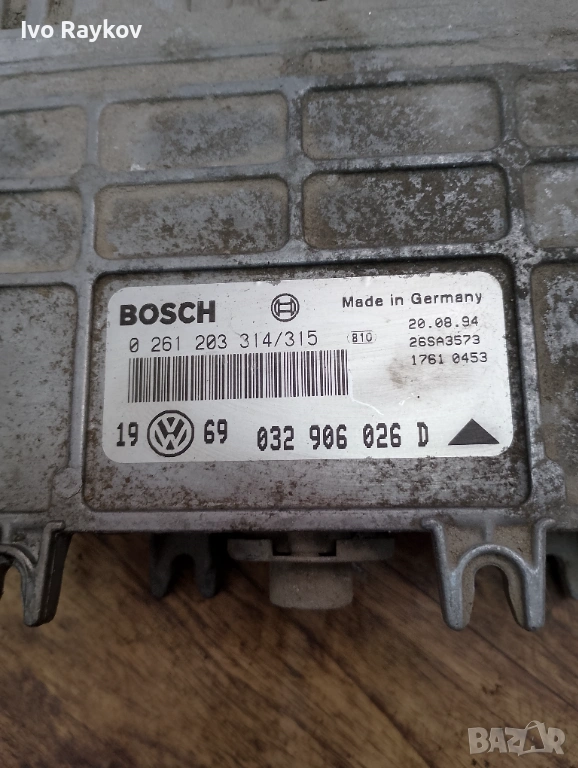 Ivo Raykov
BOSCH
Made in Germany
0 261 203 314/315
810
20.08.94
26SA3573
1761 0453
19 VW 69
032 906 026 D
BAZAR